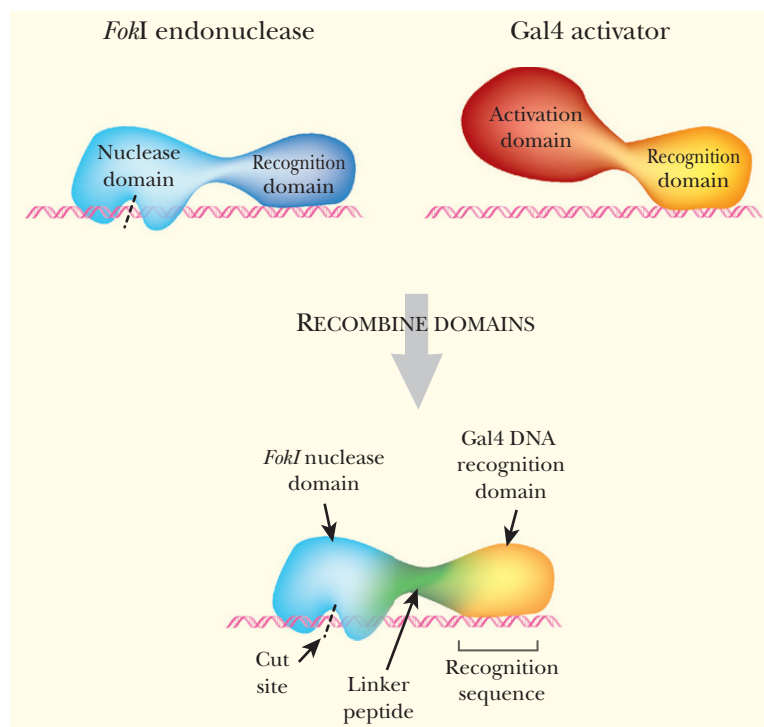 FokI endonuclease
Gal4 activator
Nuclease
domain
Recognition
domain
Activation
domain
Recognition
domain
RECOMBINE DOMAINS
FokI nuclease
domain
Gal4 DNA
recognition
domain
Cut
site
Linker
peptide
Recognition
sequence